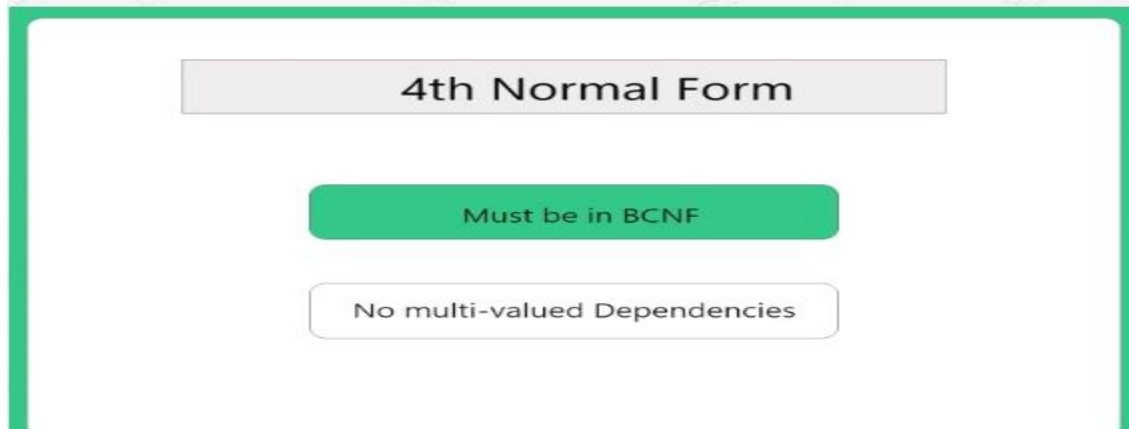 4th Normal Form
Must be in BCNF
No multi-valued Dependencies